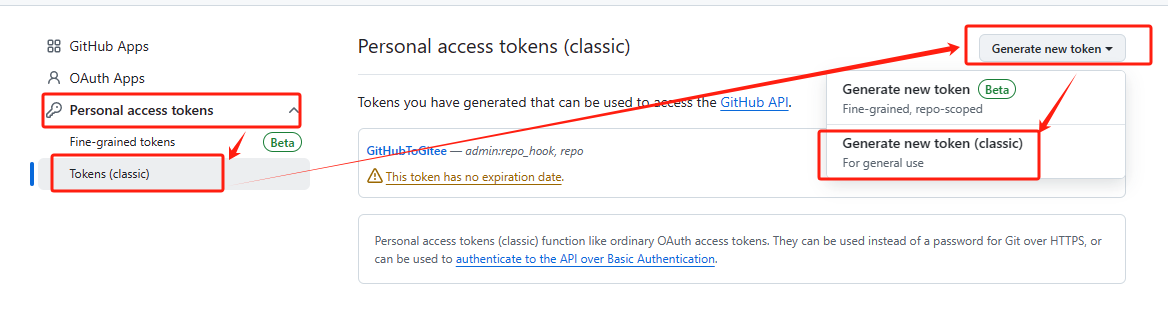 GitHub Apps
OAuth Apps
Personal access tokens
Fine-grained tokens Beta
Tokens (classic)
Personal access tokens (classic)
Generate new token
Tokens you have generated that can be used to access the GitHub API.
Generate new token Beta
Fine-grained, repo-scoped
Generate new token (classic)
For general use
GitHubToGitee — admin:repo_hook, repo
This token has no expiration date.
Personal access tokens (classic) function like ordinary OAuth access tokens. They can be used instead of a password for Git over HTTPS, or
can be used to authenticate to the API over Basic Authentication.